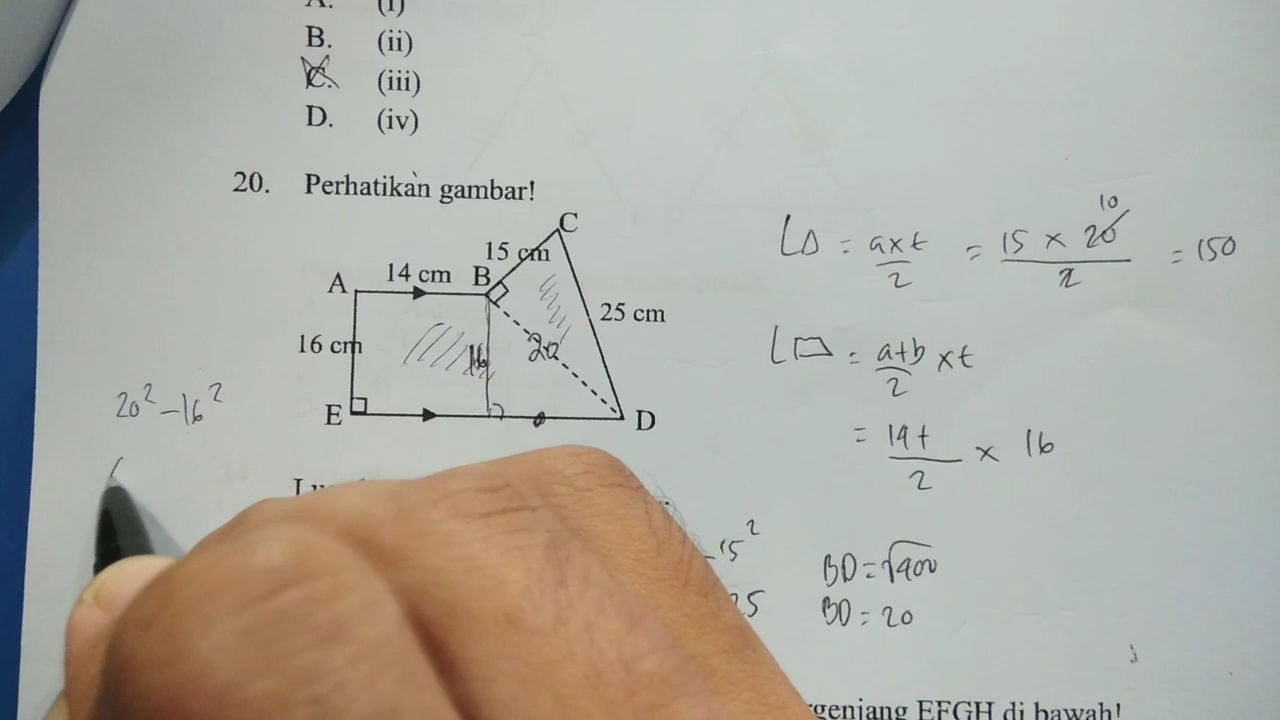 A. (i)
B. (ii)
C. (iii)
D. (iv)
20. Perhatikan gambar!
C
15 cm
14 cm B
A
25 cm
16 cm
16
20
E
D
20² - 16²
L△ = a×t / 2 = 15 × 20 / 2 = 150
10
L = a+b / 2 × t
= 14+ / 2 × 16
-15²
25
BD = √400
BD = 20
EFGH di bawah!